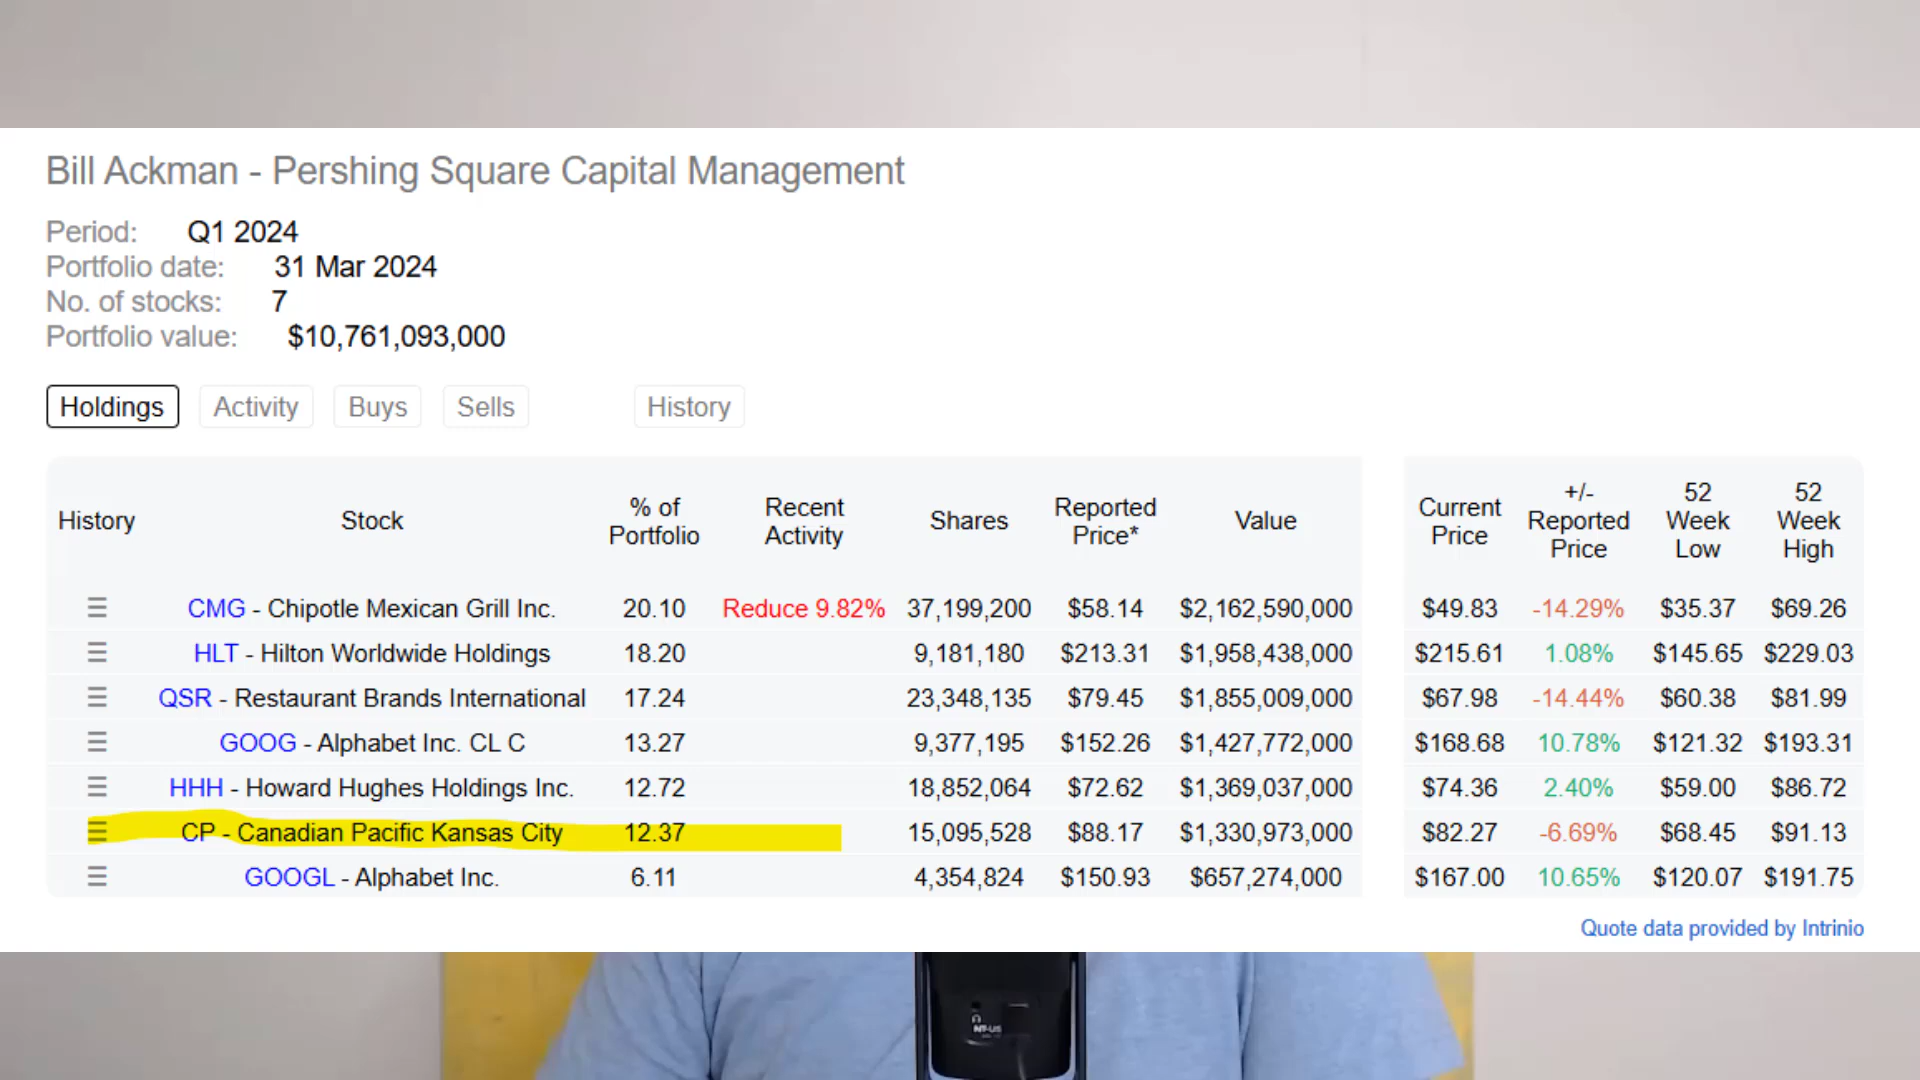 Bill Ackman - Pershing Square Capital Management
Period: Q1 2024
Portfolio date: 31 Mar 2024
No. of stocks: 7
Portfolio value: $10,761,093,000
Holdings Activity Buys Sells History
History Stock % of Portfolio Recent Activity Shares Reported Price* Value Current Price +/- Reported Price 52 Week Low 52 Week High
CMG - Chipotle Mexican Grill Inc. 20.10 Reduce 9.82% 37,199,200 $58.14 $2,162,590,000 $49.83 -14.29% $35.37 $69.26
HLT - Hilton Worldwide Holdings 18.20 9,181,180 $213.31 $1,958,438,000 $215.61 1.08% $145.65 $229.03
QSR - Restaurant Brands International 17.24 23,348,135 $79.45 $1,855,009,000 $67.98 -14.44% $60.38 $81.99
GOOG - Alphabet Inc. CL C 13.27 9,377,195 $152.26 $1,427,772,000 $168.68 10.78% $121.32 $193.31
HHH - Howard Hughes Holdings Inc. 12.72 18,852,064 $72.62 $1,369,037,000 $74.36 2.40% $59.00 $86.72
CP - Canadian Pacific Kansas City 12.37 15,095,528 $88.17 $1,330,973,000 $82.27 -6.69% $68.45 $91.13
GOOGL - Alphabet Inc. 6.11 4,354,824 $150.93 $657,274,000 $167.00 10.65% $120.07 $191.75
Quote data provided by Intrinio